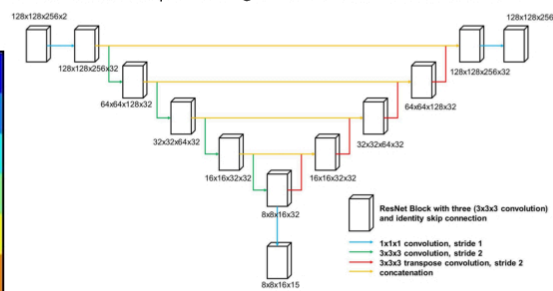 128x128x256x2
128x128x256
128x128x256x32
128x128x256x32
64x64x128x32
64x64x128x32
32x32x64x32
32x32x64x32
16x16x32x32
16x16x32x32
8x8x16x32
8x8x16x15
ResNet Block with three (3x3x3 convolution)
and identity skip connection
1x1x1 convolution, stride 1
3x3x3 convolution, stride 2
3x3x3 transpose convolution, stride 2
concatenation